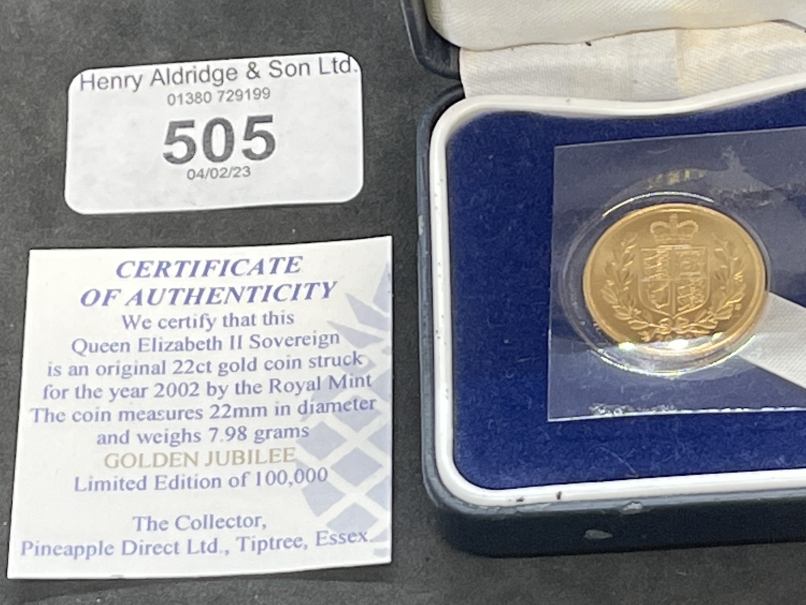 Henry Aldridge & Son Ltd.
01380 729199
505
04/02/23
CERTIFICATE
OF AUTHENTICITY
We certify that this
Queen Elizabeth II Sovereign
is an original 22ct gold coin struck
for the year 2002 by the Royal Mint
The coin measures 22mm in diameter
and weighs 7.98 grams
GOLDEN JUBILEE
Limited Edition of 100,000
The Collector,
Pineapple Direct Ltd., Tiptree, Essex.